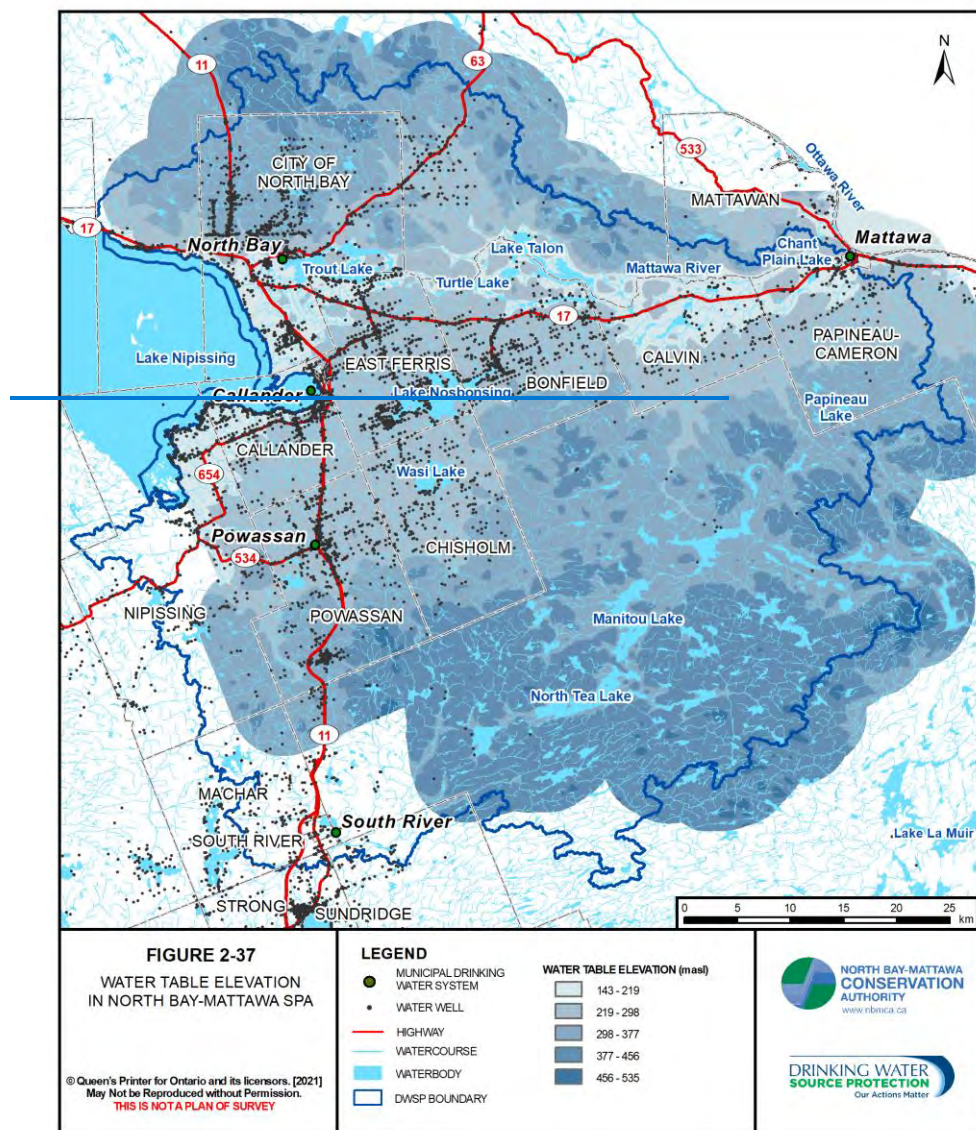 N
11
63
533
CITY OF
NORTH BAY
MATTAWAN
Ottawa River
17
North Bay
Lake Talon
Chant
Plain Lake
Mattawa
Trout Lake
Turtle Lake
Mattawa River
17
Lake Nipissing
EAST FERRIS
CALVIN
PAPINEAU-
CAMERON
Callander
Lake Nosbonsing
BONFIELD
Papineau
Lake
CALLANDER
654
Wasi Lake
Powassan
534
CHISHOLM
NIPISSING
POWASSAN
Manitou Lake
North Tea Lake
11
MACHAR
SOUTH RIVER
South River
Lake La Muir
STRONG
SUNDRIDGE
0 5 10 15 20 25
km
FIGURE 2-37
WATER TABLE ELEVATION
IN NORTH BAY-MATTAWA SPA
© Queen's Printer for Ontario and its licensors. [2021]
May Not be Reproduced without Permission.
THIS IS NOT A PLAN OF SURVEY
LEGEND
MUNICIPAL DRINKING
WATER SYSTEM
WATER WELL
HIGHWAY
WATERCOURSE
WATERBODY
DWSP BOUNDARY
WATER TABLE ELEVATION (masl)
143 - 219
219 - 298
298 - 377
377 - 456
456 - 535
NORTH BAY-MATTAWA
CONSERVATION
AUTHORITY
www.nbmca.ca
DRINKING WATER
SOURCE PROTECTION
Our Actions Matter